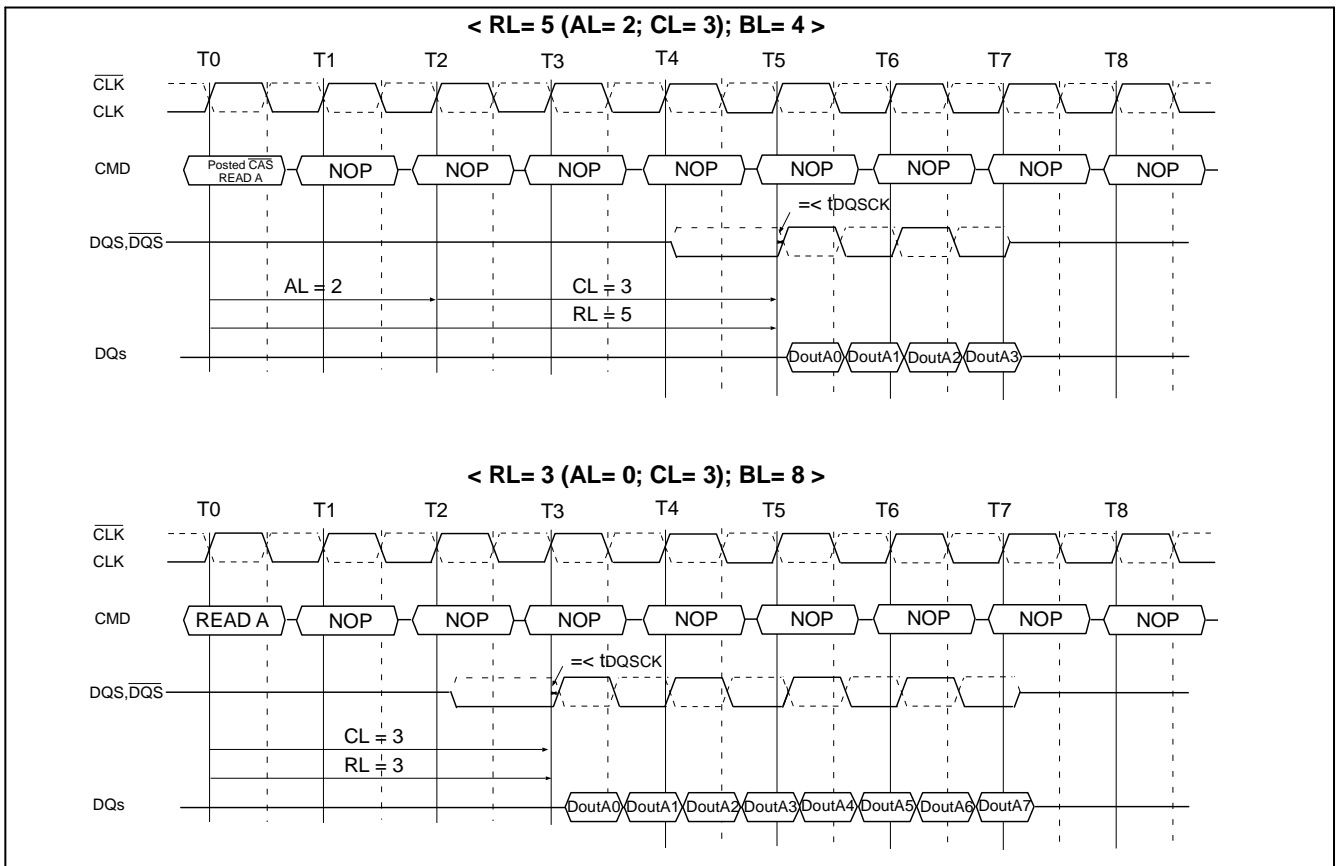 < RL= 5 (AL= 2; CL= 3); BL= 4 >
T0 T1 T2 T3 T4 T5 T6 T7 T8
CLK
CLK
CMD Posted CAS READ A NOP NOP NOP NOP NOP NOP NOP NOP
=< tDQSCK
DQS,DQS
AL = 2 CL = 3
RL = 5
DQs DoutA0 DoutA1 DoutA2 DoutA3
< RL= 3 (AL= 0; CL= 3); BL= 8 >
T0 T1 T2 T3 T4 T5 T6 T7 T8
CLK
CLK
CMD READ A NOP NOP NOP NOP NOP NOP NOP NOP
=< tDQSCK
DQS,DQS
CL = 3
RL = 3
DQs DoutA0 DoutA1 DoutA2 DoutA3 DoutA4 DoutA5 DoutA6 DoutA7